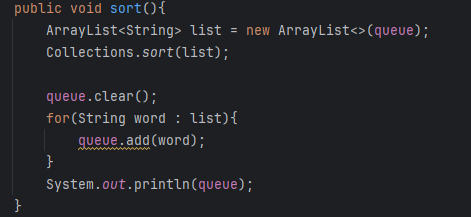 public void sort(){
ArrayList<String> list = new ArrayList<>(queue);
Collections.sort(list);
queue.clear();
for(String word : list){
queue.add(word);
}
System.out.println(queue);
}